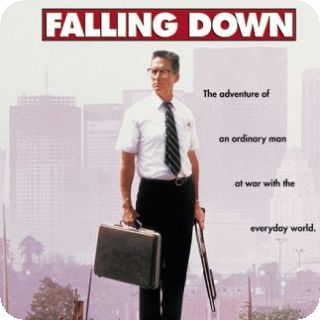 FALLING DOWN
The adventure of
an ordinary man
at war with the
everyday world.